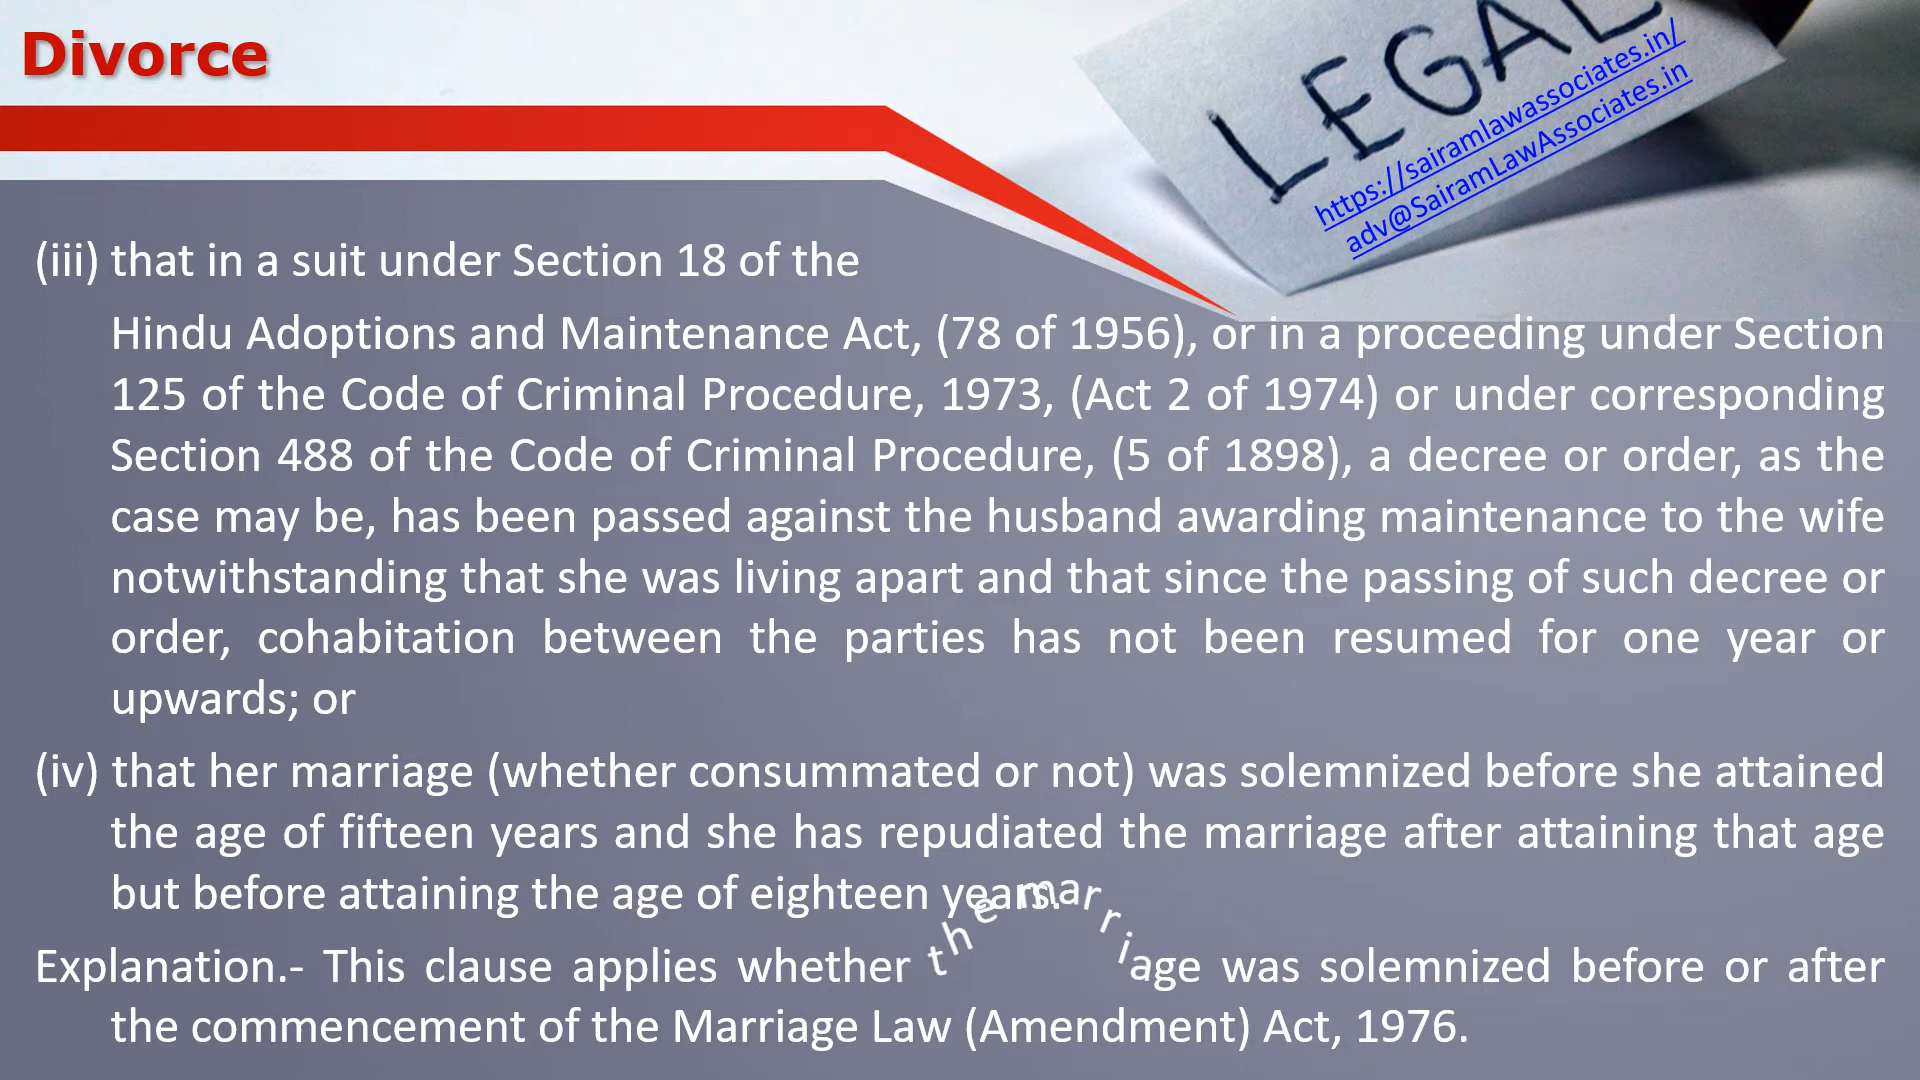 Divorce
LEGAL
https://sairamlawassociates.in/
adv@SairamLawAssociates.in
(iii) that in a suit under Section 18 of the
Hindu Adoptions and Maintenance Act, (78 of 1956), or in a proceeding under Section
125 of the Code of Criminal Procedure, 1973, (Act 2 of 1974) or under corresponding
Section 488 of the Code of Criminal Procedure, (5 of 1898), a decree or order, as the
case may be, has been passed against the husband awarding maintenance to the wife
notwithstanding that she was living apart and that since the passing of such decree or
order, cohabitation between the parties has not been resumed for one year or
upwards; or
(iv) that her marriage (whether consummated or not) was solemnized before she attained
the age of fifteen years and she has repudiated the marriage after attaining that age
but before attaining the age of eighteen years.
Explanation.- This clause applies whether the marriage was solemnized before or after
the commencement of the Marriage Law (Amendment) Act, 1976.